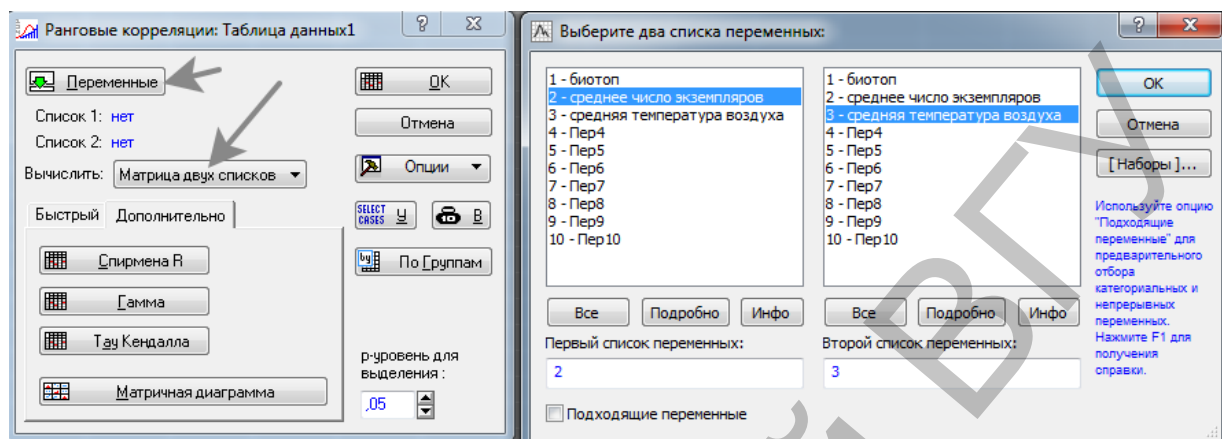 Ранговые корреляции: Таблица данных1
Переменные
Список 1: нет
Список 2: нет
Вычислить: Матрица двух списков
Быстрый Дополнительно
Спирмена R
Гамма
Тау Кендалла
Матричная диаграмма
OK
Отмена
Опции
SELECT CASES У В
По Группам
p-уровень для
выделения :
,05
Выберите два списка переменных:
1 - биотоп
2 - среднее число экземпляров
3 - средняя температура воздуха
4 - Пер4
5 - Пер5
6 - Пер6
7 - Пер7
8 - Пер8
9 - Пер9
10 - Пер10
Все Подробно Инфо
Первый список переменных:
2
Подходящие переменные
1 - биотоп
2 - среднее число экземпляров
3 - средняя температура воздуха
4 - Пер4
5 - Пер5
6 - Пер6
7 - Пер7
8 - Пер8
9 - Пер9
10 - Пер10
Все Подробно Инфо
Второй список переменных:
3
OK
Отмена
[ Наборы ]...
Используйте опцию
"Подходящие
переменные" для
предварительного
отбора
категориальных и
непрерывных
переменных.
Нажмите F1 для
получения
справки.
ВГУ